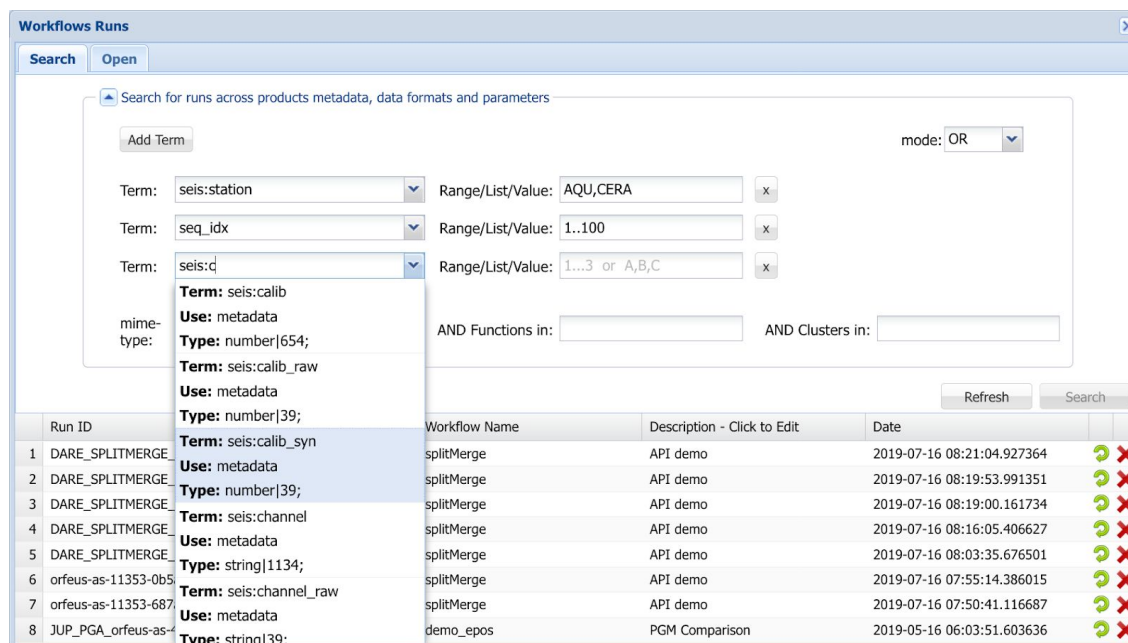 Workflows Runs
Search Open
Search for runs across products metadata, data formats and parameters
Add Term mode: OR
Term: seis:station Range/List/Value: AQU,CERA x
Term: seq_idx Range/List/Value: 1..100 x
Term: seis:c Range/List/Value: 1...3 or A,B,C x
Term: seis:calib
Use: metadata
Type: number|654;
mime-
type: AND Functions in: AND Clusters in:
Term: seis:calib_raw
Use: metadata
Type: number|39;
Term: seis:calib_syn
Use: metadata
Type: number|39;
Term: seis:channel
Use: metadata
Type: string|1134;
Term: seis:channel_raw
Use: metadata
Type: string|39;
Refresh Search
Run ID Workflow Name Description - Click to Edit Date
1 DARE_SPLITMERGE_ splitMerge API demo 2019-07-16 08:21:04.927364
2 DARE_SPLITMERGE_ splitMerge API demo 2019-07-16 08:19:53.991351
3 DARE_SPLITMERGE_ splitMerge API demo 2019-07-16 08:19:00.161734
4 DARE_SPLITMERGE_ splitMerge API demo 2019-07-16 08:16:05.406627
5 DARE_SPLITMERGE_ splitMerge API demo 2019-07-16 08:03:35.676501
6 orfeus-as-11353-0b5 splitMerge API demo 2019-07-16 07:55:14.386015
7 orfeus-as-11353-687 splitMerge API demo 2019-07-16 07:50:41.116687
8 JUP_PGA_orfeus-as- demo_epos PGM Comparison 2019-05-16 06:03:51.603636